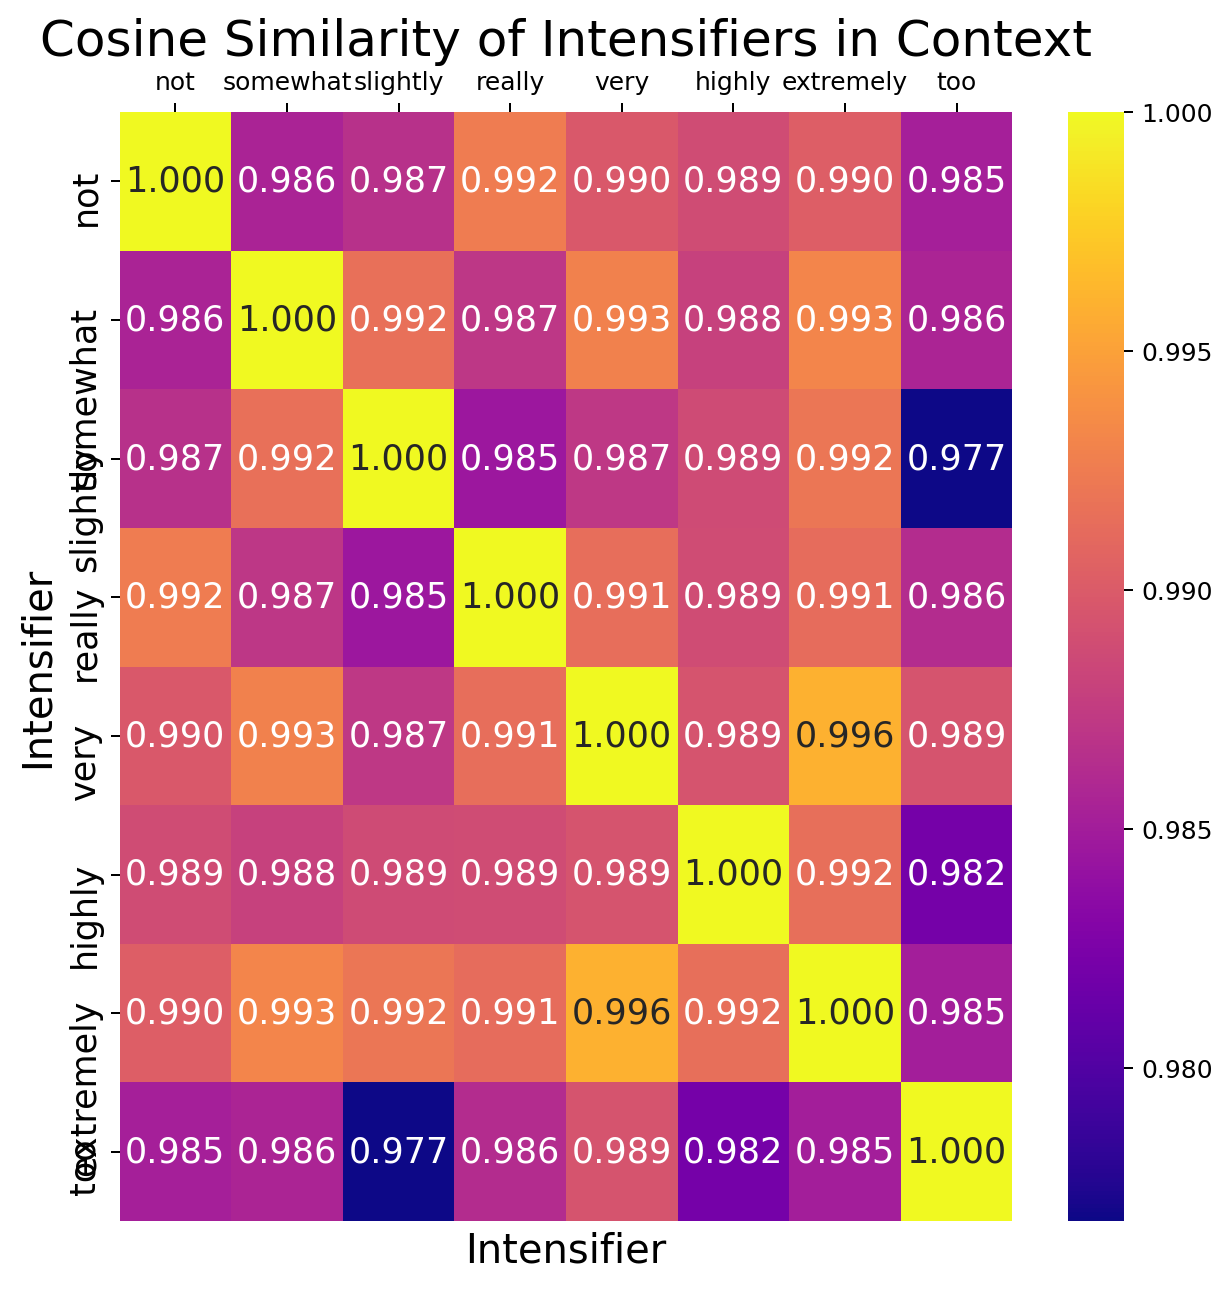 Cosine Similarity of Intensifiers in Context
not somewhat slightly really very highly extremely too
not 1.000 0.986 0.987 0.992 0.990 0.989 0.990 0.985
somewhat 0.986 1.000 0.992 0.987 0.993 0.988 0.993 0.986
slightly 0.987 0.992 1.000 0.985 0.987 0.989 0.992 0.977
really 0.992 0.987 0.985 1.000 0.991 0.989 0.991 0.986
very 0.990 0.993 0.987 0.991 1.000 0.989 0.996 0.989
highly 0.989 0.988 0.989 0.989 0.989 1.000 0.992 0.982
extremely 0.990 0.993 0.992 0.991 0.996 0.992 1.000 0.985
too 0.985 0.986 0.977 0.986 0.989 0.982 0.985 1.000
Intensifier
Intensifier
1.000
0.995
0.990
0.985
0.980